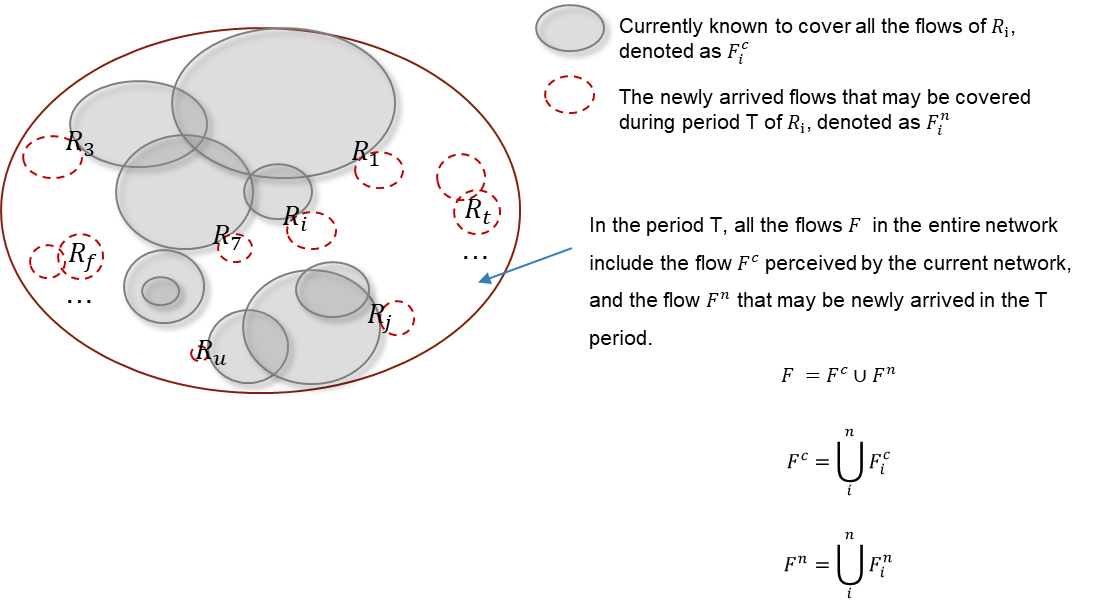 Currently known to cover all the flows of Rᵢ,
denoted as Fᵢᶜ
The newly arrived flows that may be covered
during period T of Rᵢ, denoted as Fᵢⁿ
R₃
R₁
Rₜ
Rᵢ
R₇
R_f
...
...
R_j
Rᵤ
In the period T, all the flows F in the entire network
include the flow Fᶜ perceived by the current network,
and the flow Fⁿ that may be newly arrived in the T
period.
F = Fᶜ ∪ Fⁿ
n
Fᶜ = ⋃ Fᵢᶜ
i
n
Fⁿ = ⋃ Fᵢⁿ
i